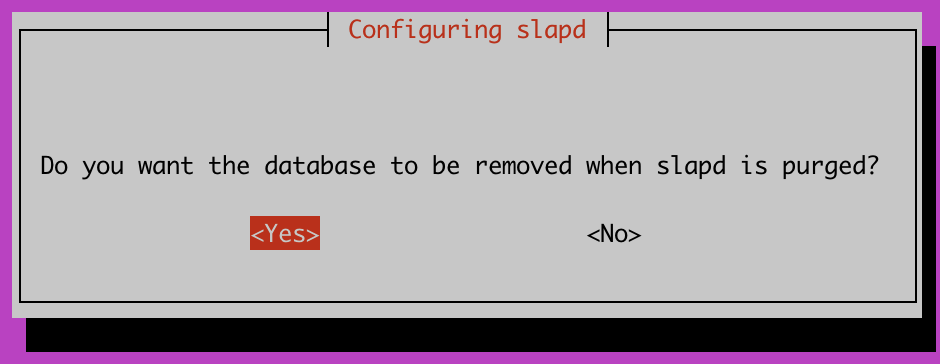 Configuring slapd
Do you want the database to be removed when slapd is purged?
<Yes> <No>